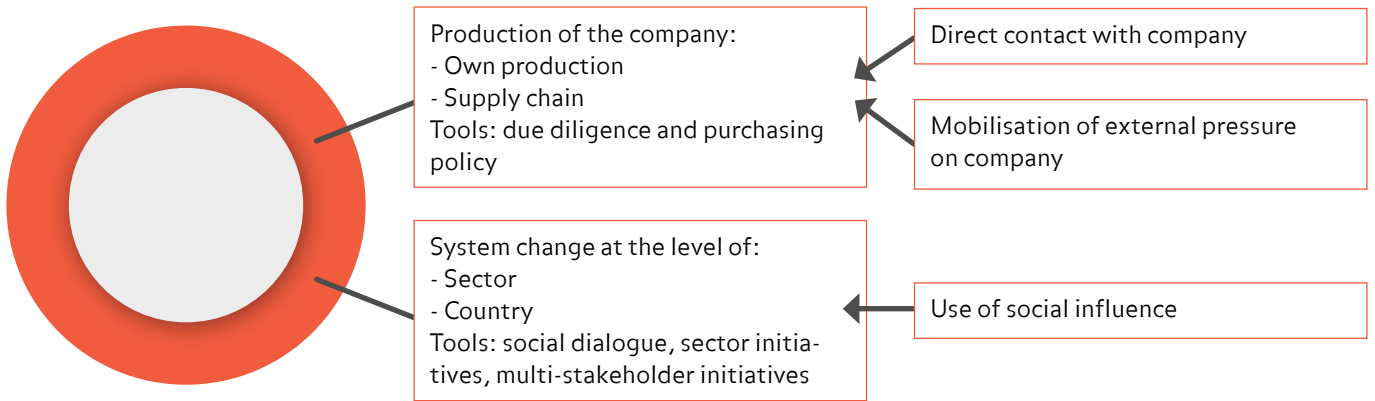 Production of the company:
- Own production
- Supply chain
Tools: due diligence and purchasing
policy
Direct contact with company
Mobilisation of external pressure
on company
System change at the level of:
- Sector
- Country
Tools: social dialogue, sector initia-
tives, multi-stakeholder initiatives
Use of social influence